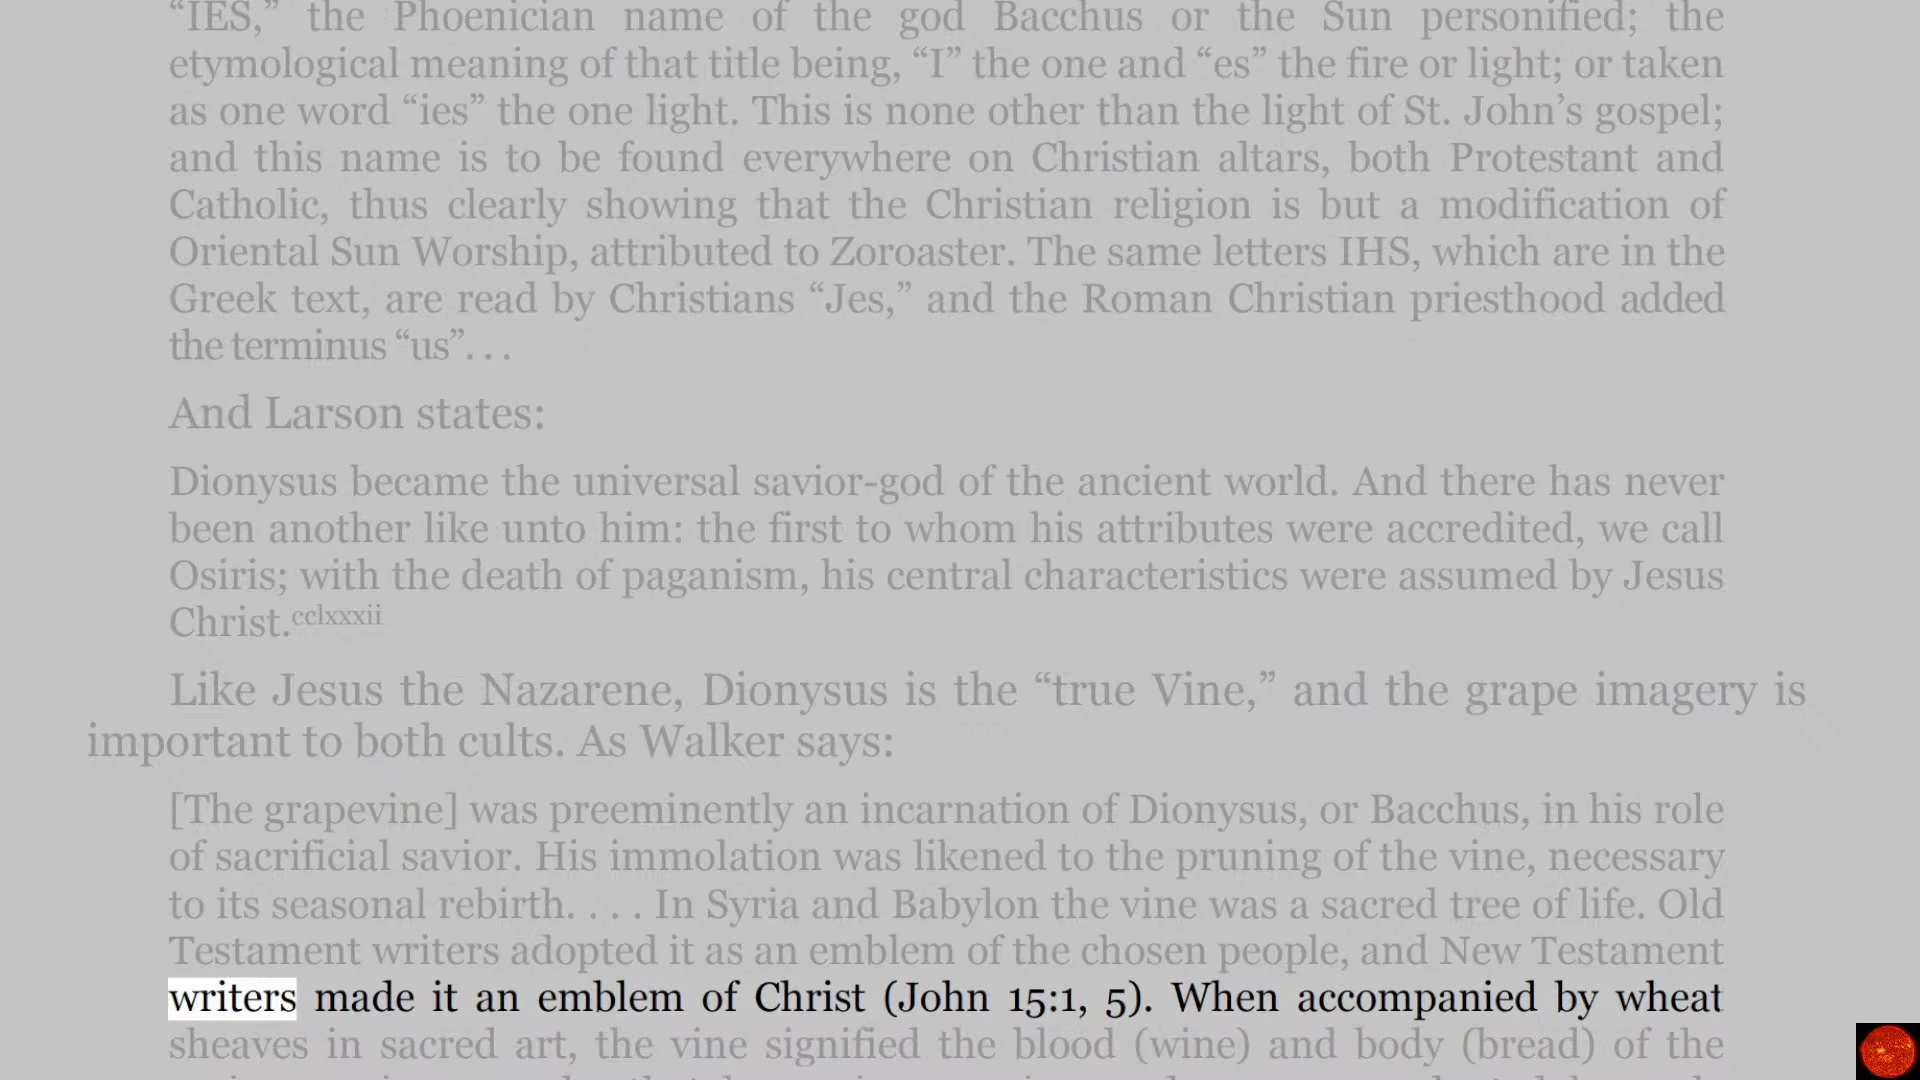 “IES,” the Phoenician name of the god Bacchus or the Sun personified; the
etymological meaning of that title being, “I” the one and “es” the fire or light; or taken
as one word “ies” the one light. This is none other than the light of St. John’s gospel;
and this name is to be found everywhere on Christian altars, both Protestant and
Catholic, thus clearly showing that the Christian religion is but a modification of
Oriental Sun Worship, attributed to Zoroaster. The same letters IHS, which are in the
Greek text, are read by Christians “Jes,” and the Roman Christian priesthood added
the terminus “us”. . .
And Larson states:
Dionysus became the universal savior-god of the ancient world. And there has never
been another like unto him: the first to whom his attributes were accredited, we call
Osiris; with the death of paganism, his central characteristics were assumed by Jesus
Christ.cclxxxii
Like Jesus the Nazarene, Dionysus is the “true Vine,” and the grape imagery is
important to both cults. As Walker says:
[The grapevine] was preeminently an incarnation of Dionysus, or Bacchus, in his role
of sacrificial savior. His immolation was likened to the pruning of the vine, necessary
to its seasonal rebirth. . . . In Syria and Babylon the vine was a sacred tree of life. Old
Testament writers adopted it as an emblem of the chosen people, and New Testament
writers made it an emblem of Christ (John 15:1, 5). When accompanied by wheat
sheaves in sacred art, the vine signified the blood (wine) and body (bread) of the